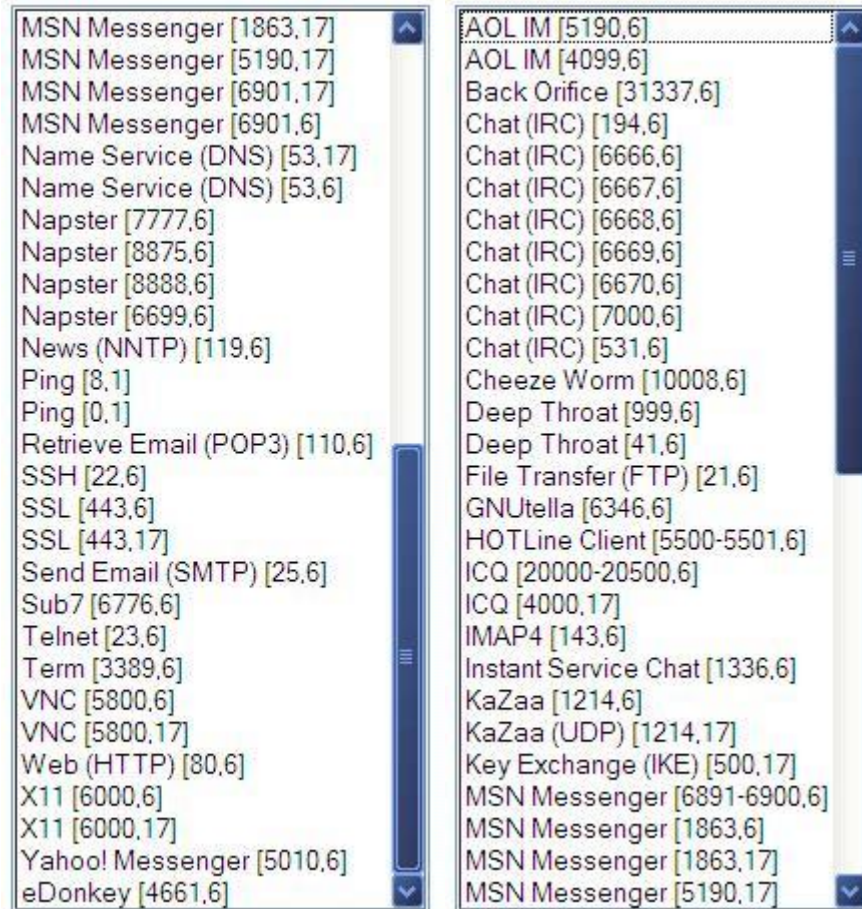 MSN Messenger [1863,17]
MSN Messenger [5190,17]
MSN Messenger [6901,17]
MSN Messenger [6901,6]
Name Service (DNS) [53,17]
Name Service (DNS) [53,6]
Napster [7777,6]
Napster [8875,6]
Napster [8888,6]
Napster [6699,6]
News (NNTP) [119,6]
Ping [8,1]
Ping [0,1]
Retrieve Email (POP3) [110,6]
SSH [22,6]
SSL [443,6]
SSL [443,17]
Send Email (SMTP) [25,6]
Sub7 [6776,6]
Telnet [23,6]
Term [3389,6]
VNC [5800,6]
VNC [5800,17]
Web (HTTP) [80,6]
X11 [6000,6]
X11 [6000,17]
Yahoo! Messenger [5010,6]
eDonkey [4661,6]
AOL IM [5190,6]
AOL IM [4099,6]
Back Orifice [31337,6]
Chat (IRC) [194,6]
Chat (IRC) [6666,6]
Chat (IRC) [6667,6]
Chat (IRC) [6668,6]
Chat (IRC) [6669,6]
Chat (IRC) [6670,6]
Chat (IRC) [7000,6]
Chat (IRC) [531,6]
Cheeze Worm [10008,6]
Deep Throat [999,6]
Deep Throat [41,6]
File Transfer (FTP) [21,6]
GNUtella [6346,6]
HOTLine Client [5500-5501,6]
ICQ [20000-20500,6]
ICQ [4000,17]
IMAP4 [143,6]
Instant Service Chat [1336,6]
KaZaa [1214,6]
KaZaa (UDP) [1214,17]
Key Exchange (IKE) [500,17]
MSN Messenger [6891-6900,6]
MSN Messenger [1863,6]
MSN Messenger [1863,17]
MSN Messenger [5190,17]